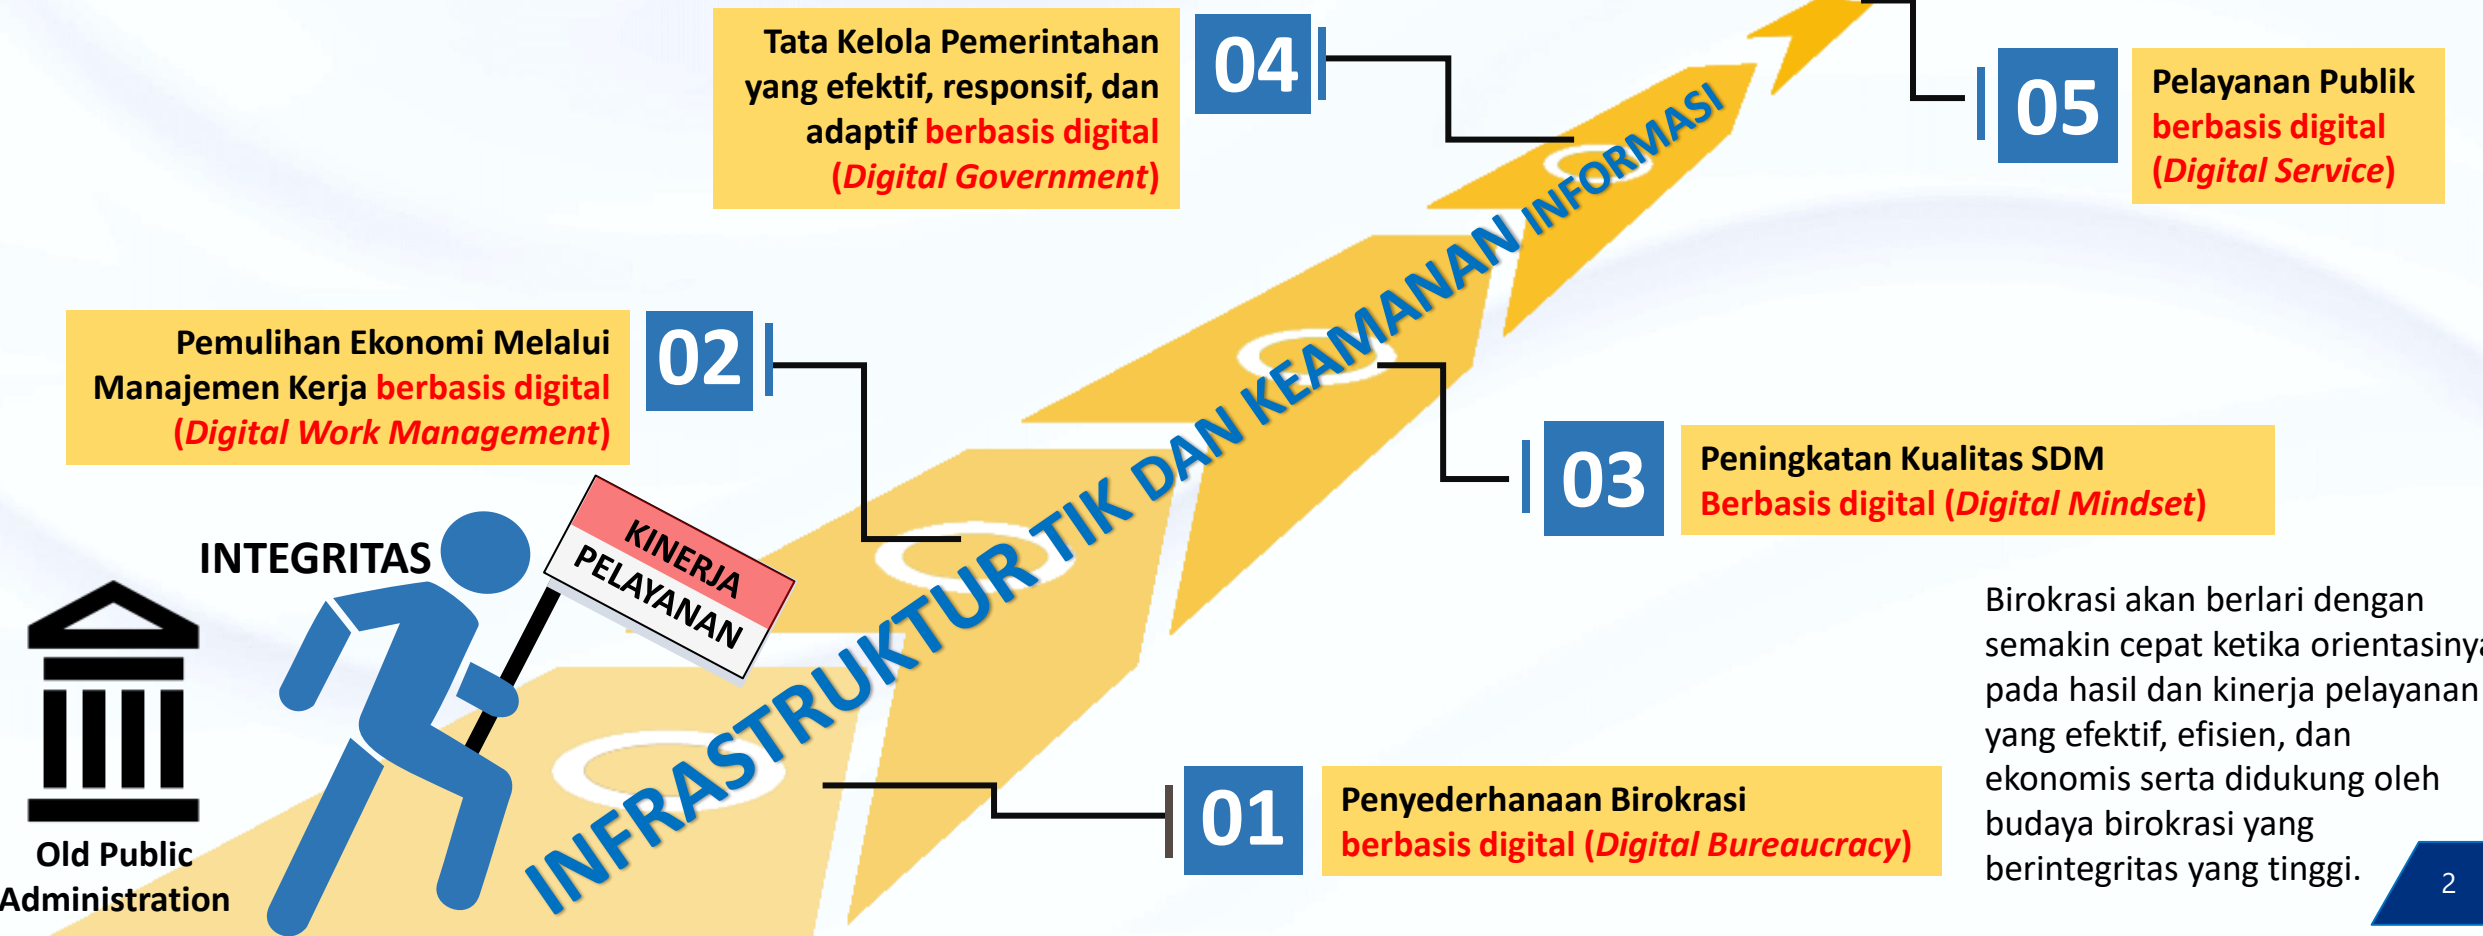 Tata Kelola Pemerintahan
yang efektif, responsif, dan
adaptif berbasis digital
(Digital Government)
04
05
Pelayanan Publik
berbasis digital
(Digital Service)
Pemulihan Ekonomi Melalui
Manajemen Kerja berbasis digital
(Digital Work Management)
02
03
Peningkatan Kualitas SDM
Berbasis digital (Digital Mindset)
INTEGRITAS
KINERJA
PELAYANAN
INFRASTRUKTUR TIK DAN KEAMANAN INFORMASI
Old Public
Administration
01
Penyederhanaan Birokrasi
berbasis digital (Digital Bureaucracy)
Birokrasi akan berlari dengan
semakin cepat ketika orientasinya
pada hasil dan kinerja pelayanan
yang efektif, efisien, dan
ekonomis serta didukung oleh
budaya birokrasi yang
berintegritas yang tinggi.
2